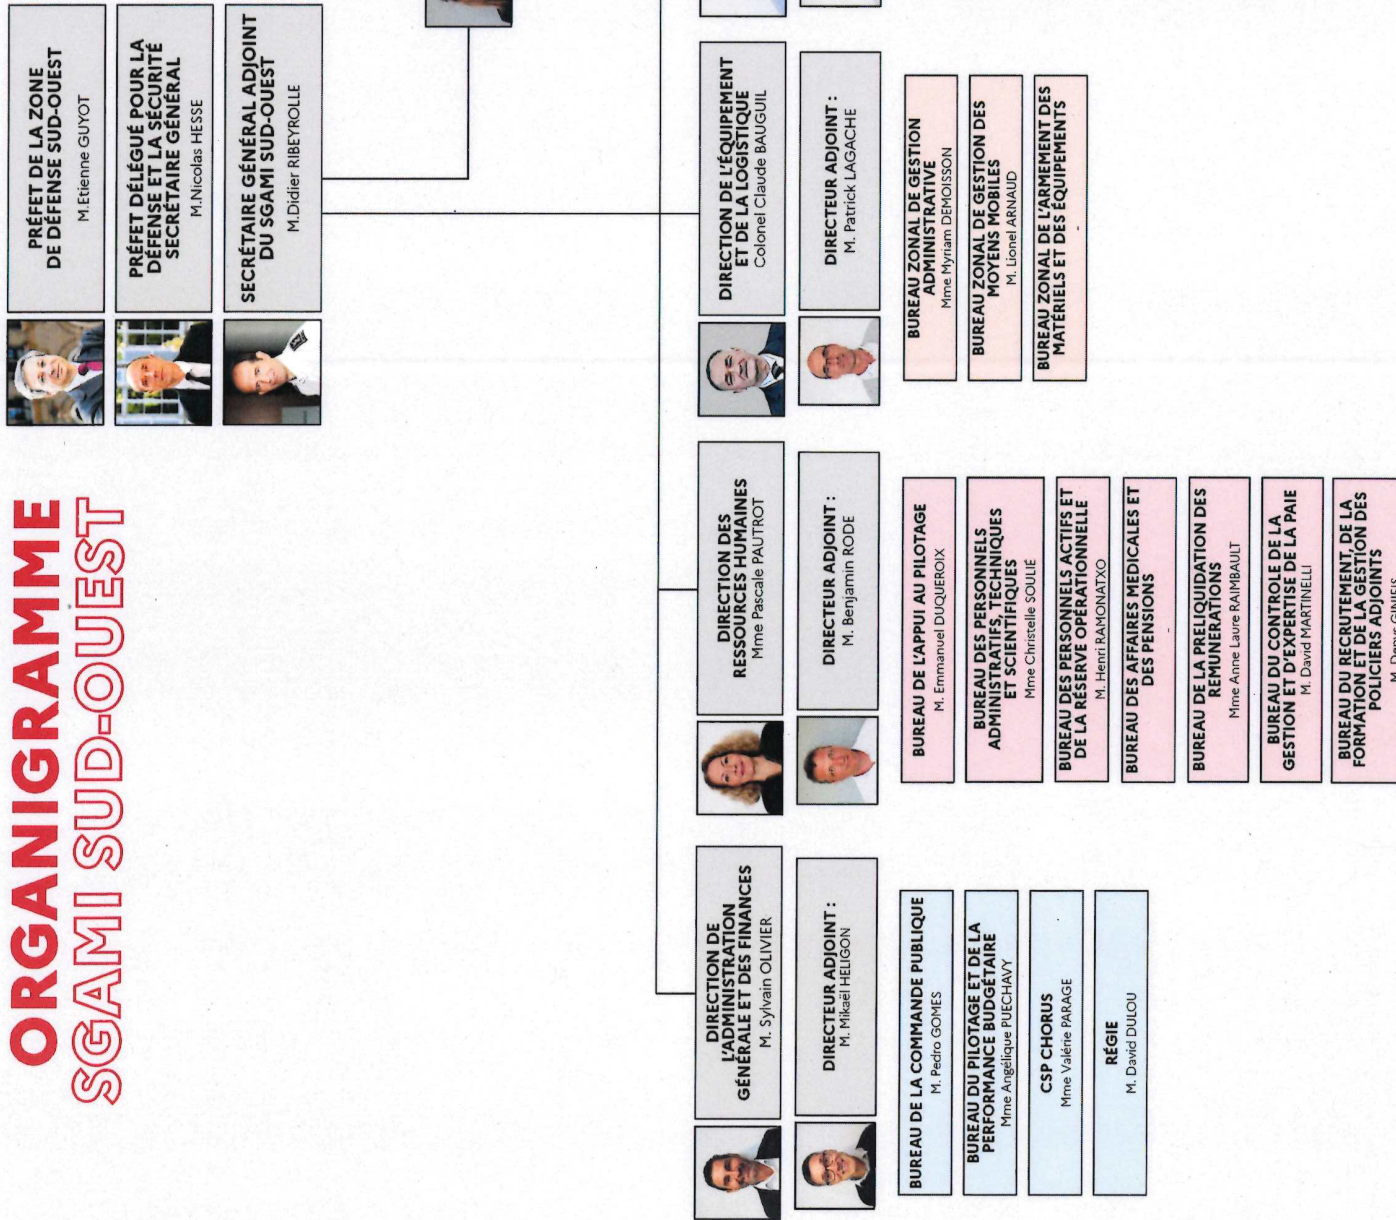 ORGANIGRAMME
SGAMI SUD-OUEST
PRÉFET DE LA ZONE
DE DÉFENSE SUD-OUEST
M.Etienne GUYOT
PRÉFET DÉLÉGUÉ POUR LA
DÉFENSE ET LA SÉCURITÉ
SECRÉTAIRE GÉNÉRAL
M.Nicolas HESSE
SECRÉTAIRE GÉNÉRAL ADJOINT
DU SGAMI SUD-OUEST
M.Didier RIBEYROLLE
DIRECTION DE
L'ADMINISTRATION
GÉNÉRALE ET DES FINANCES
M. Sylvain OLIVIER
DIRECTEUR ADJOINT :
M. Mikaël HELIGON
BUREAU DE LA COMMANDE PUBLIQUE
M. Pedro GOMES
BUREAU DU PILOTAGE ET DE LA
PERFORMANCE BUDGÉTAIRE
Mme Angélique PUECHAVY
CSP CHORUS
Mme Valérie PARAGE
RÉGIE
M. David DULOU
DIRECTION DES
RESSOURCES HUMAINES
Mme Pascale PAUTROT
DIRECTEUR ADJOINT :
M. Benjamin RODE
BUREAU DE L'APPUI AU PILOTAGE
M. Emmanuel DUQUEROIX
BUREAU DES PERSONNELS
ADMINISTRATIFS, TECHNIQUES
ET SCIENTIFIQUES
Mme Christelle SOULIÉ
BUREAU DES PERSONNELS ACTIFS ET
DE LA RÉSERVE OPÉRATIONNELLE
M. Henri RAMONATXO
BUREAU DES AFFAIRES MEDICALES ET
DES PENSIONS
BUREAU DE LA PRELIQUIDATION DES
REMUNERATIONS
Mme Anne Laure RAIMBAULT
BUREAU DU CONTROLE DE LA
GESTION ET D'EXPERTISE DE LA PAIE
M. David MARTINELLI
BUREAU DU RECRUTEMENT, DE LA
FORMATION ET DE LA GESTION DES
POLICIERS ADJOINTS
DIRECTION DE L'ÉQUIPEMENT
ET DE LA LOGISTIQUE
Colonel Claude BAUGUIL
DIRECTEUR ADJOINT :
M. Patrick LAGACHE
BUREAU ZONAL DE GESTION
ADMINISTRATIVE
Mme Myriam DEMOISSON
BUREAU ZONAL DE GESTION DES
MOYENS MOBILES
M. Lionel ARNAUD
BUREAU ZONAL DE L'ARMEMENT DES
MATÉRIELS ET DES ÉQUIPEMENTS